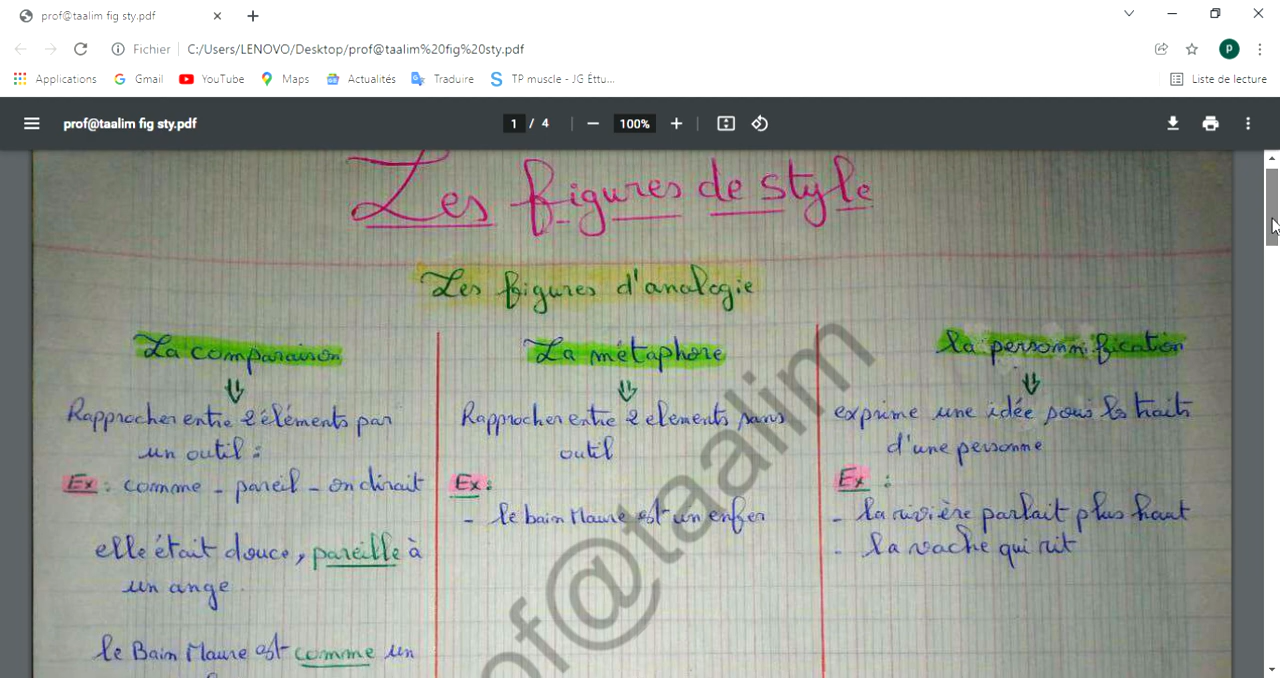 prof@taalim fig sty.pdf
Fichier
C:/Users/LENOVO/Desktop/prof@taalim%20fig%20sty.pdf
P
Applications
Gmail
YouTube
Maps
Actualités
Traduire
TP muscle - JG Éttu...
Liste de lecture
prof@taalim fig sty.pdf
1 / 4
100%
Les figures de style
Les figures d'analogie
La comparaison
Rapprocher entre 2 éléments par
un outil :
Ex : comme - pareil - on dirait
elle était douce, pareille à
un ange.
le Bain Maure est comme un
La métaphore
Rapprocher entre 2 elements sans
outil
Ex :
- le bain Maure est un enfer
la personnification
exprime une idée sous les traits
d'une personne
Ex :
- la rivière parlait plus haut
- la vache qui rit
of@taalim